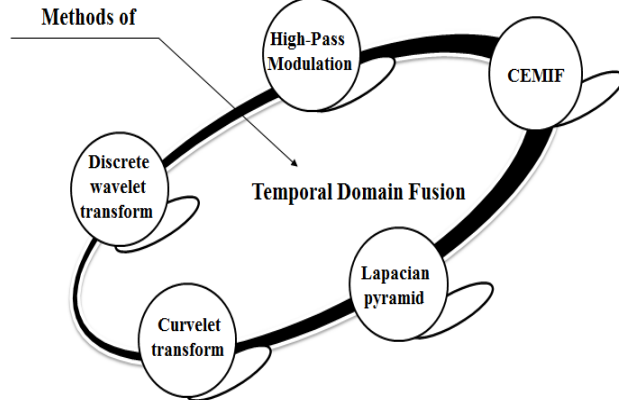 Methods of
High-Pass
Modulation
CEMIF
Discrete
wavelet
transform
Temporal Domain Fusion
Lapacian
pyramid
Curvelet
transform